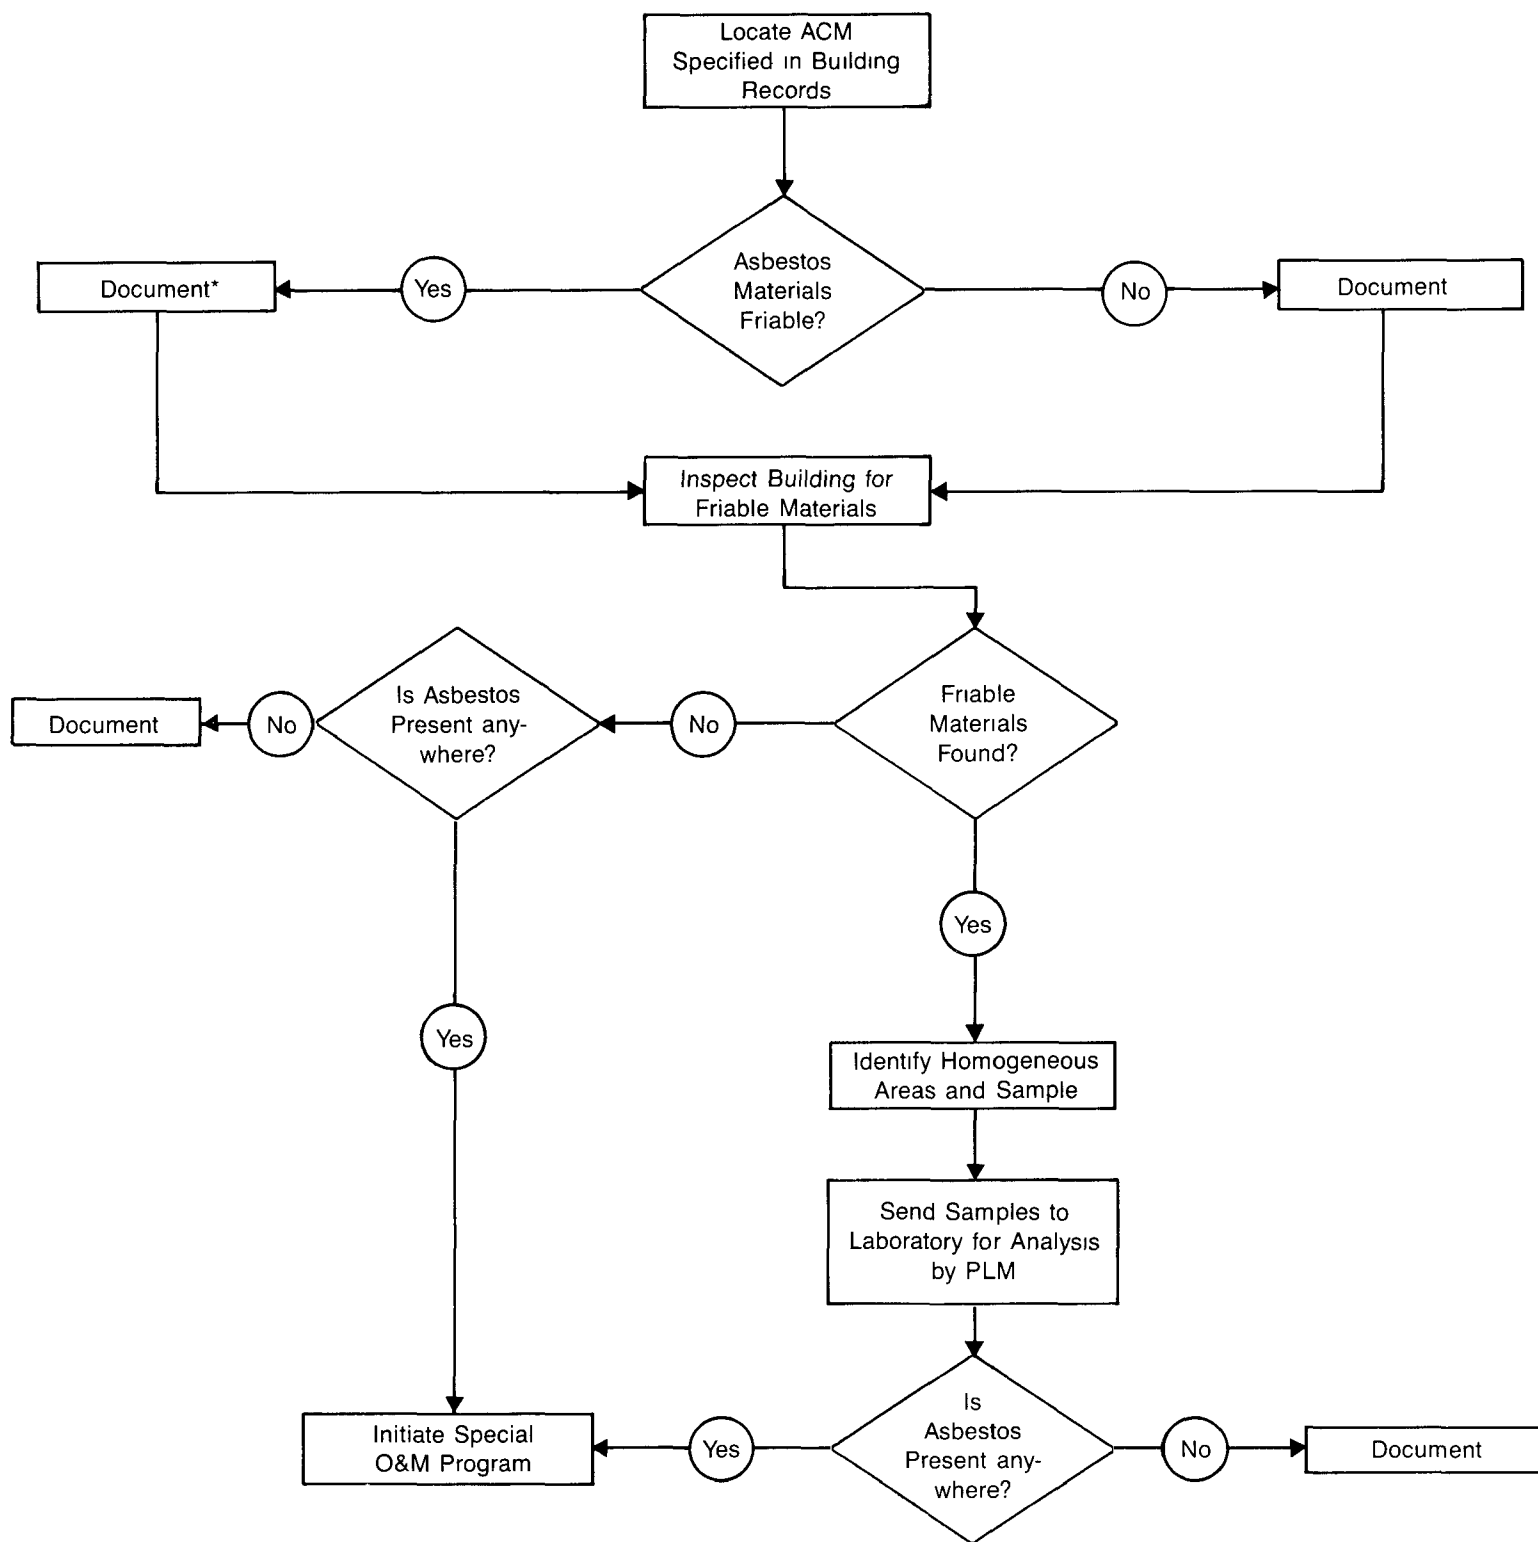 Locate ACM
Specified in Building
Records
Asbestos
Materials
Friable?
Yes
Document*
No
Document
Inspect Building for
Friable Materials
Friable
Materials
Found?
No
Is Asbestos
Present any-
where?
No
Document
Yes
Yes
Identify Homogeneous
Areas and Sample
Send Samples to
Laboratory for Analysis
by PLM
Is
Asbestos
Present any-
where?
Yes
Initiate Special
O&M Program
No
Document